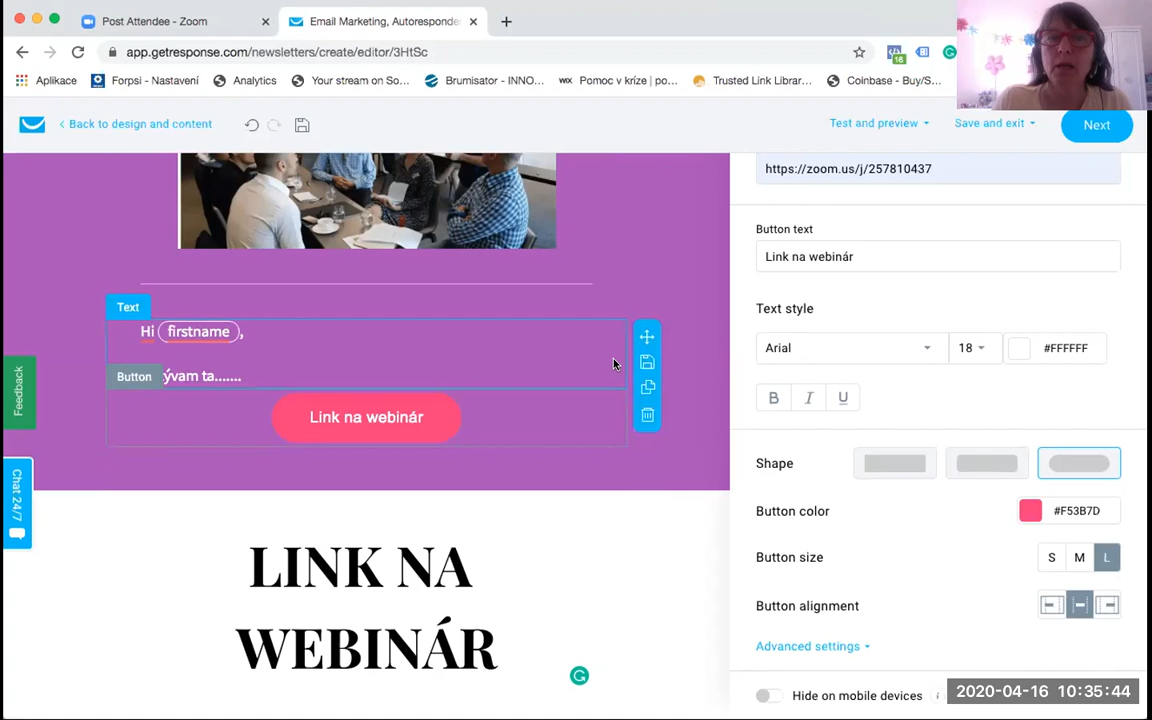 Post Attendee - Zoom
Email Marketing, Autoresponde
app.getresponse.com/newsletters/create/editor/3HtSc
16
Aplikace
Forpsi - Nastavení
Analytics
Your stream on So...
Brumisator - INNO...
WIX
Pomoc v kríze | po...
Trusted Link Librar...
Coinbase - Buy/S...
< Back to design and content
Test and preview
Save and exit
Next
https://zoom.us/j/257810437
Button text
Link na webinár
Text style
Arial
18
#FFFFFF
B
I
U
Shape
Button color
#F53B7D
Button size
S
M
L
Button alignment
Advanced settings
Hide on mobile devices
i
Text
Hi firstname ,
Button
ývam ta.......
Link na webinár
LINK NA
WEBINÁR
Feedback
Chat 24/7
2020-04-16 10:35:44